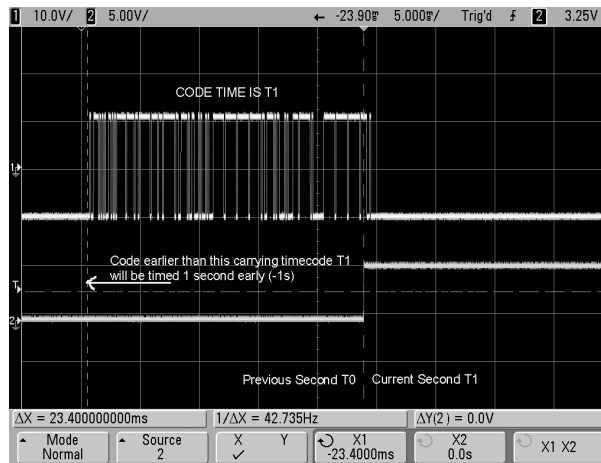 1 10.0V/ 2 5.00V/ -23.90ms 5.000ms/ Trig'd 2 3.25V
CODE TIME IS T1
1
Code earlier than this carrying timecode T1
will be timed 1 second early (-1s)
T
2
Previous Second T0 Current Second T1
ΔX = 23.400000000ms 1/ΔX = 42.735Hz ΔY(2) = 0.0V
Mode Source X Y X1 X2 X1 X2
Normal 2 ✓ -23.4000ms 0.0s